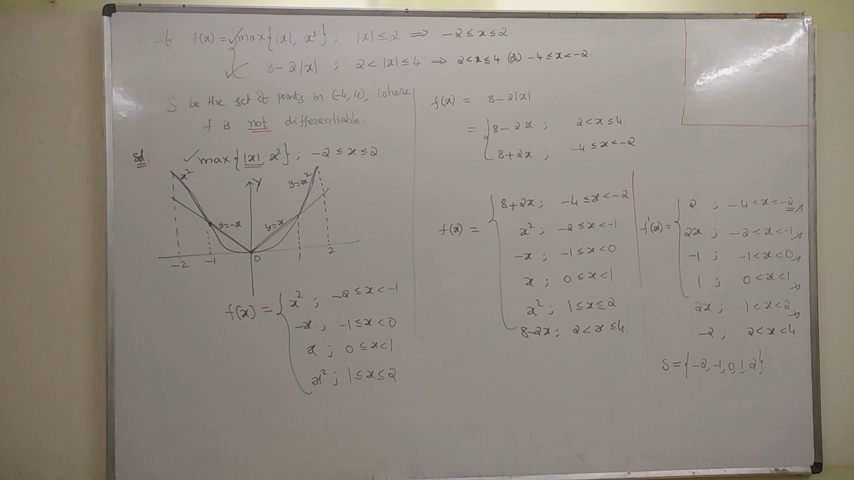 If f(x) = { max{|x|, x²} ; |x| ≤ 2 ⇒ -2 ≤ x ≤ 2
8-2|x| ; 2 < |x| ≤ 4 ⇒ 2 < x ≤ 4 (or) -4 ≤ x < -2.
S be the set of points in (-4, 4), where
f is not differentiable.
Sol:
✓ max{|x|, x²} ; -2 ≤ x ≤ 2
x²
Y
y=x²
y=-x
y=x
-2 -1 0 1 2
f(x) = { x² ; -2 ≤ x < -1
-x ; -1 ≤ x < 0
x ; 0 ≤ x < 1
x² ; 1 ≤ x ≤ 2
f(x) = 8-2|x|
= { 8-2x ; 2 < x ≤ 4
8+2x ; -4 ≤ x < -2
f(x) = { 8+2x ; -4 ≤ x < -2
x² ; -2 ≤ x < -1
-x ; -1 ≤ x < 0
x ; 0 ≤ x < 1
x² ; 1 ≤ x ≤ 2
8-2x ; 2 < x ≤ 4
f'(x) = { 2 ; -4 < x < -2
2x ; -2 < x < -1
-1 ; -1 < x < 0
1 ; 0 < x < 1
2x ; 1 < x < 2
-2 ; 2 < x < 4
S = {-2, -1, 0, 1, 2}.